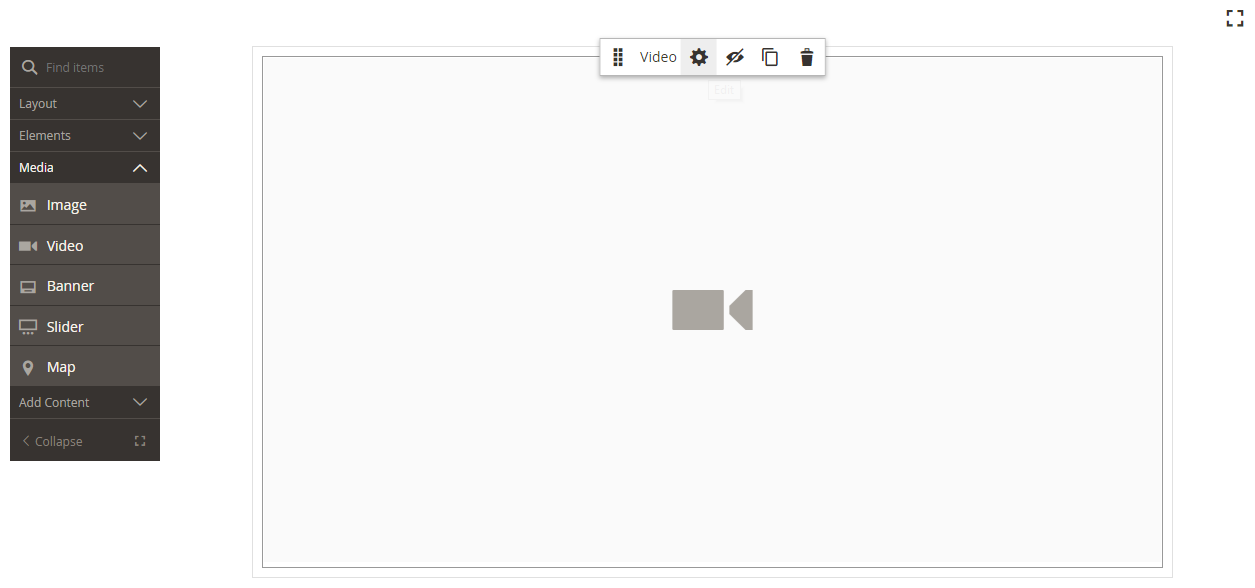 Find items
Layout
Elements
Media
Image
Video
Banner
Slider
Map
Add Content
Collapse
Video
Edit